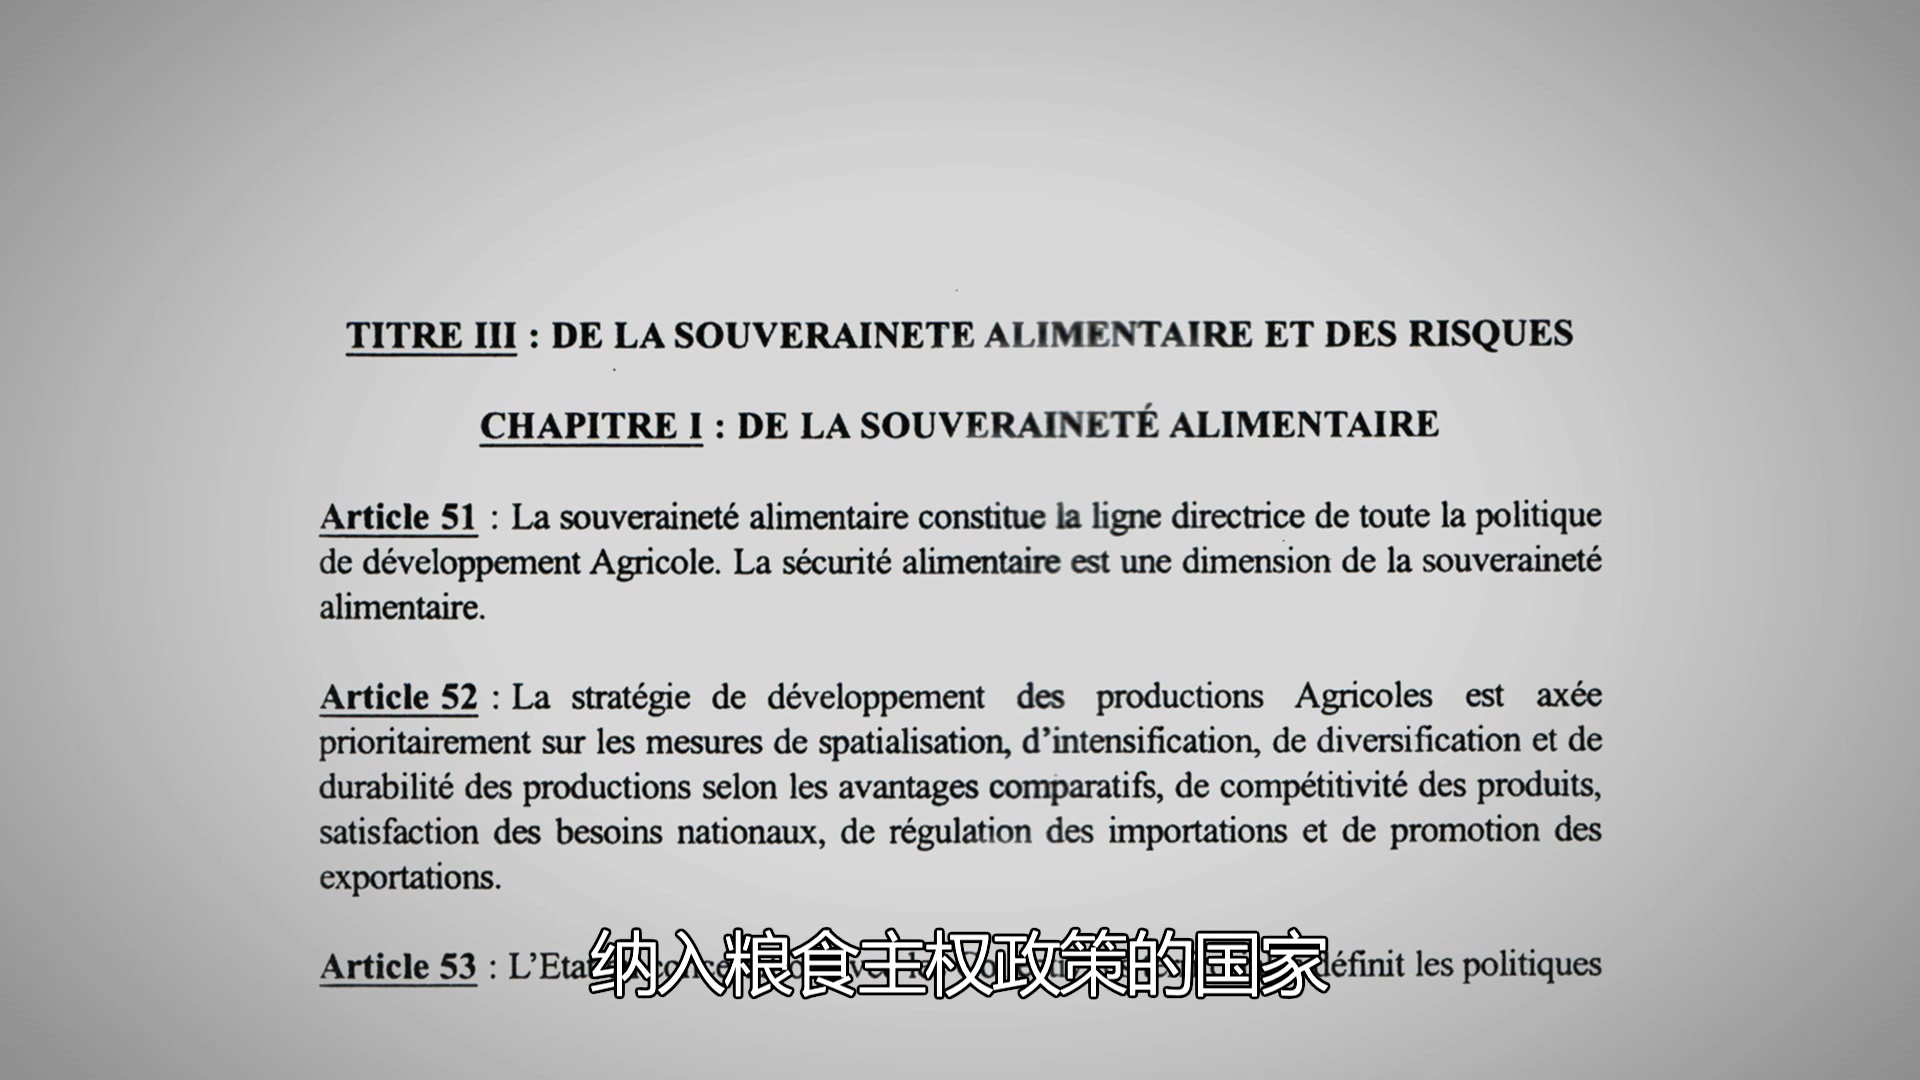 TITRE III : DE LA SOUVERAINETE ALIMENTAIRE ET DES RISQUES
CHAPITRE I : DE LA SOUVERAINETÉ ALIMENTAIRE
Article 51 : La souveraineté alimentaire constitue la ligne directrice de toute la politique
de développement Agricole. La sécurité alimentaire est une dimension de la souveraineté
alimentaire.
Article 52 : La stratégie de développement des productions Agricoles est axée
prioritairement sur les mesures de spatialisation, d’intensification, de diversification et de
durabilité des productions selon les avantages comparatifs, de compétitivité des produits,
satisfaction des besoins nationaux, de régulation des importations et de promotion des
exportations.
Article 53 : L’Etat définit les politiques
纳入粮食主权政策的国家